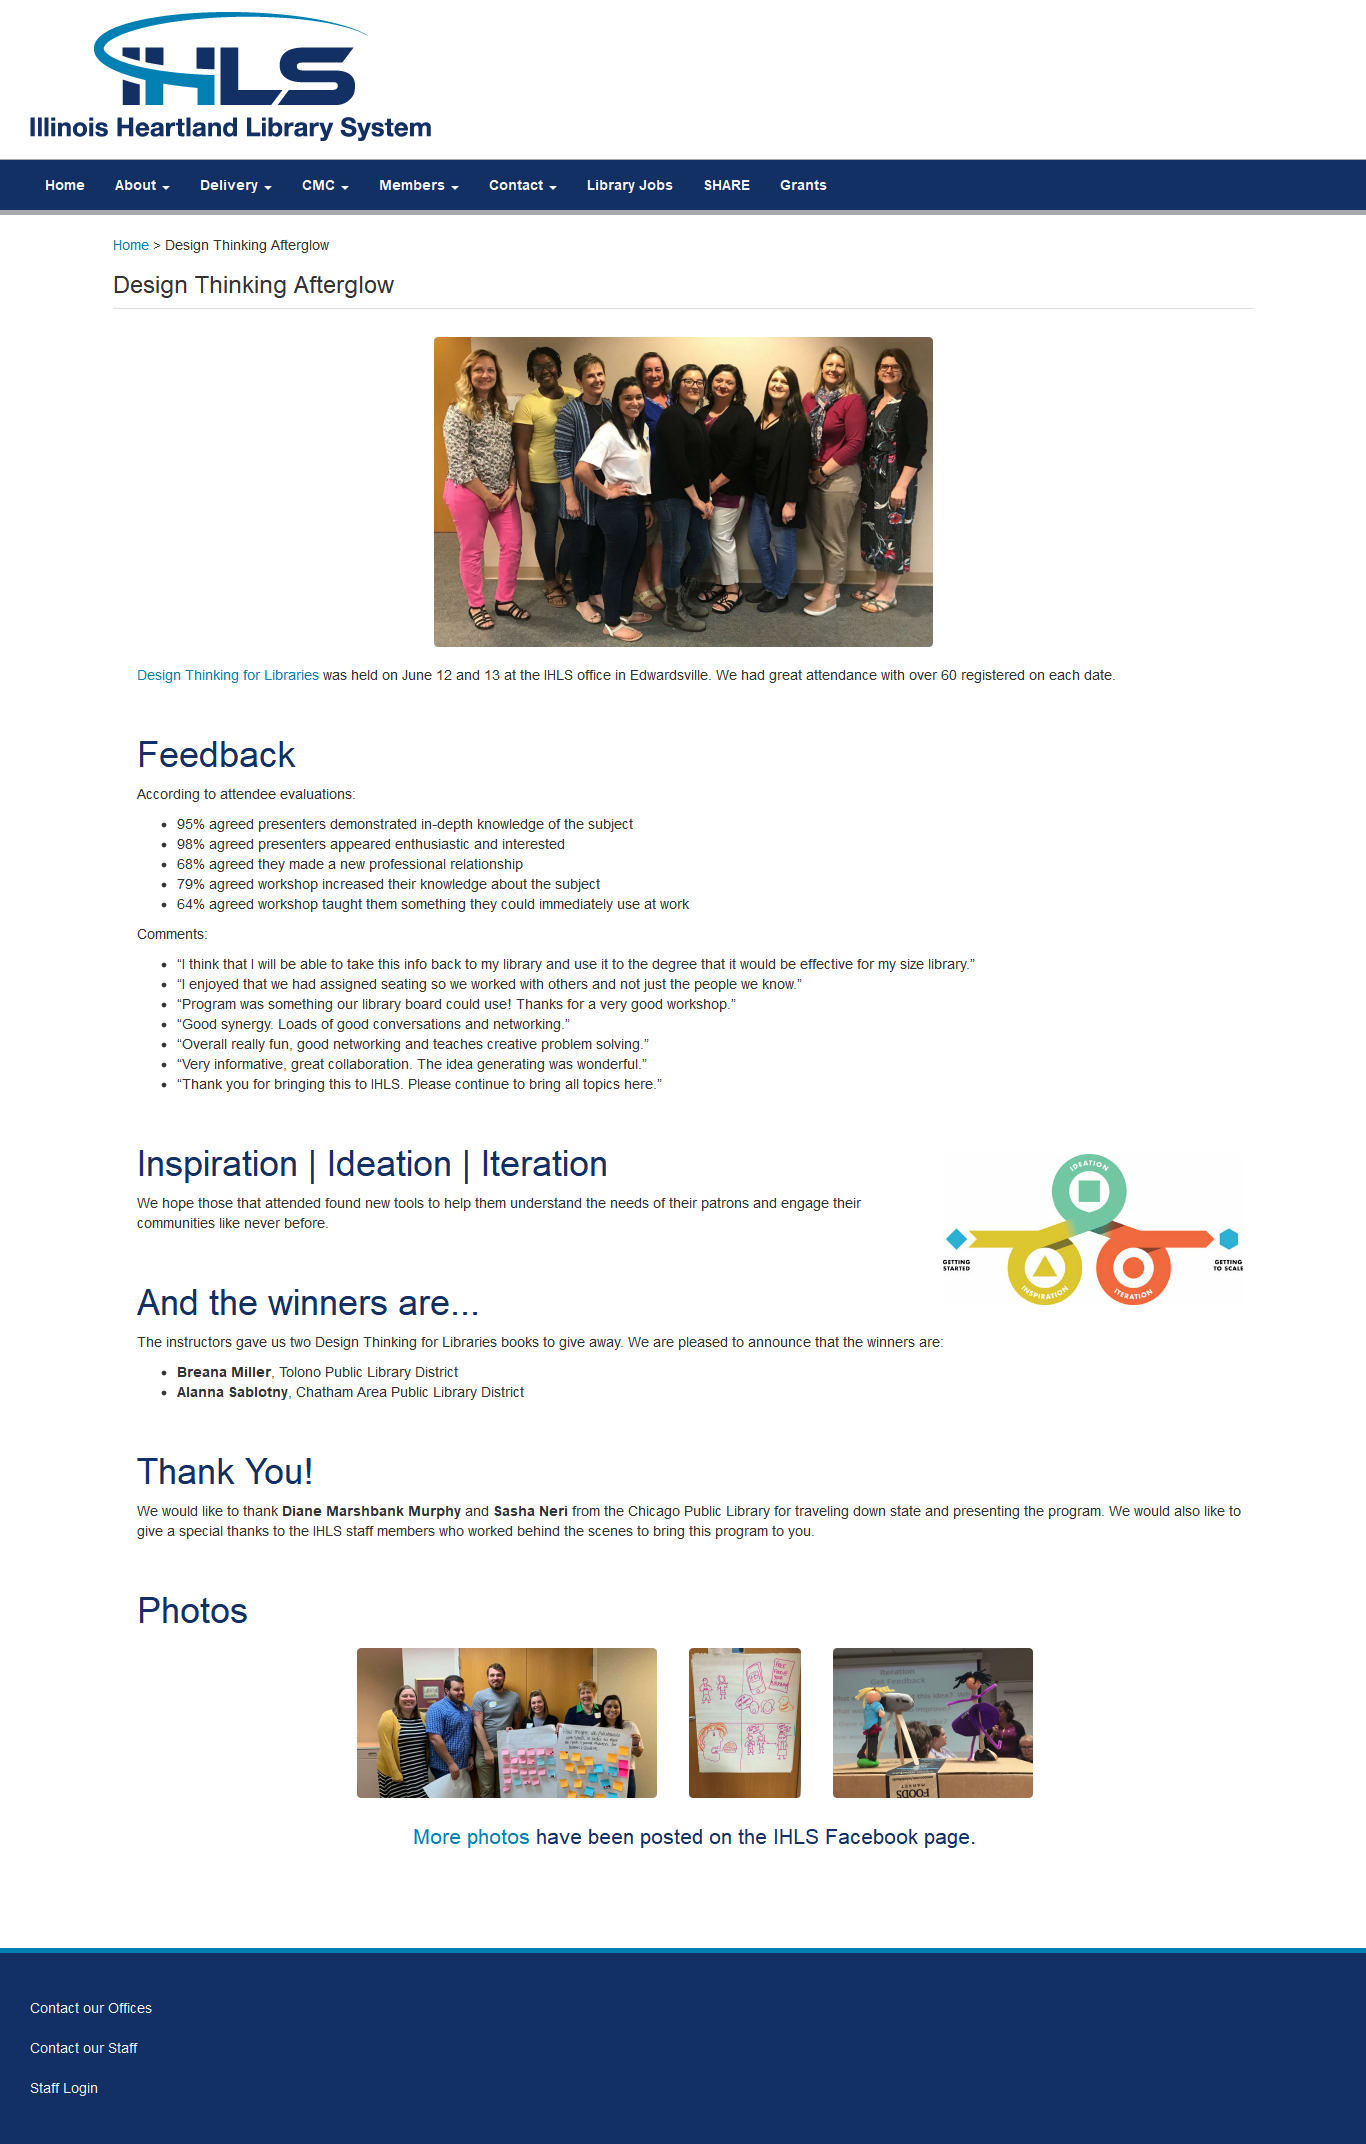 IHLS
Illinois Heartland Library System
Home About Delivery CMC Members Contact Library Jobs SHARE Grants
Home > Design Thinking Afterglow
Design Thinking Afterglow
Design Thinking for Libraries was held on June 12 and 13 at the IHLS office in Edwardsville. We had great attendance with over 60 registered on each date.
Feedback
According to attendee evaluations:
• 95% agreed presenters demonstrated in-depth knowledge of the subject
• 98% agreed presenters appeared enthusiastic and interested
• 68% agreed they made a new professional relationship
• 79% agreed workshop increased their knowledge about the subject
• 64% agreed workshop taught them something they could immediately use at work
Comments:
• “I think that I will be able to take this info back to my library and use it to the degree that it would be effective for my size library.”
• “I enjoyed that we had assigned seating so we worked with others and not just the people we know.”
• “Program was something our library board could use! Thanks for a very good workshop.”
• “Good synergy. Loads of good conversations and networking.”
• “Overall really fun, good networking and teaches creative problem solving.”
• “Very informative, great collaboration. The idea generating was wonderful.”
• “Thank you for bringing this to IHLS. Please continue to bring all topics here.”
Inspiration | Ideation | Iteration
We hope those that attended found new tools to help them understand the needs of their patrons and engage their
communities like never before.
IDEATION
GETTING
STARTED
INSPIRATION
ITERATION
GETTING
TO SCALE
And the winners are...
The instructors gave us two Design Thinking for Libraries books to give away. We are pleased to announce that the winners are:
• Breana Miller, Tolono Public Library District
• Alanna Sablotny, Chatham Area Public Library District
Thank You!
We would like to thank Diane Marshbank Murphy and Sasha Neri from the Chicago Public Library for traveling down state and presenting the program. We would also like to
give a special thanks to the IHLS staff members who worked behind the scenes to bring this program to you.
Photos
Iteration
Get Feedback
FOODS
MARKET
More photos have been posted on the IHLS Facebook page.
Contact our Offices
Contact our Staff
Staff Login